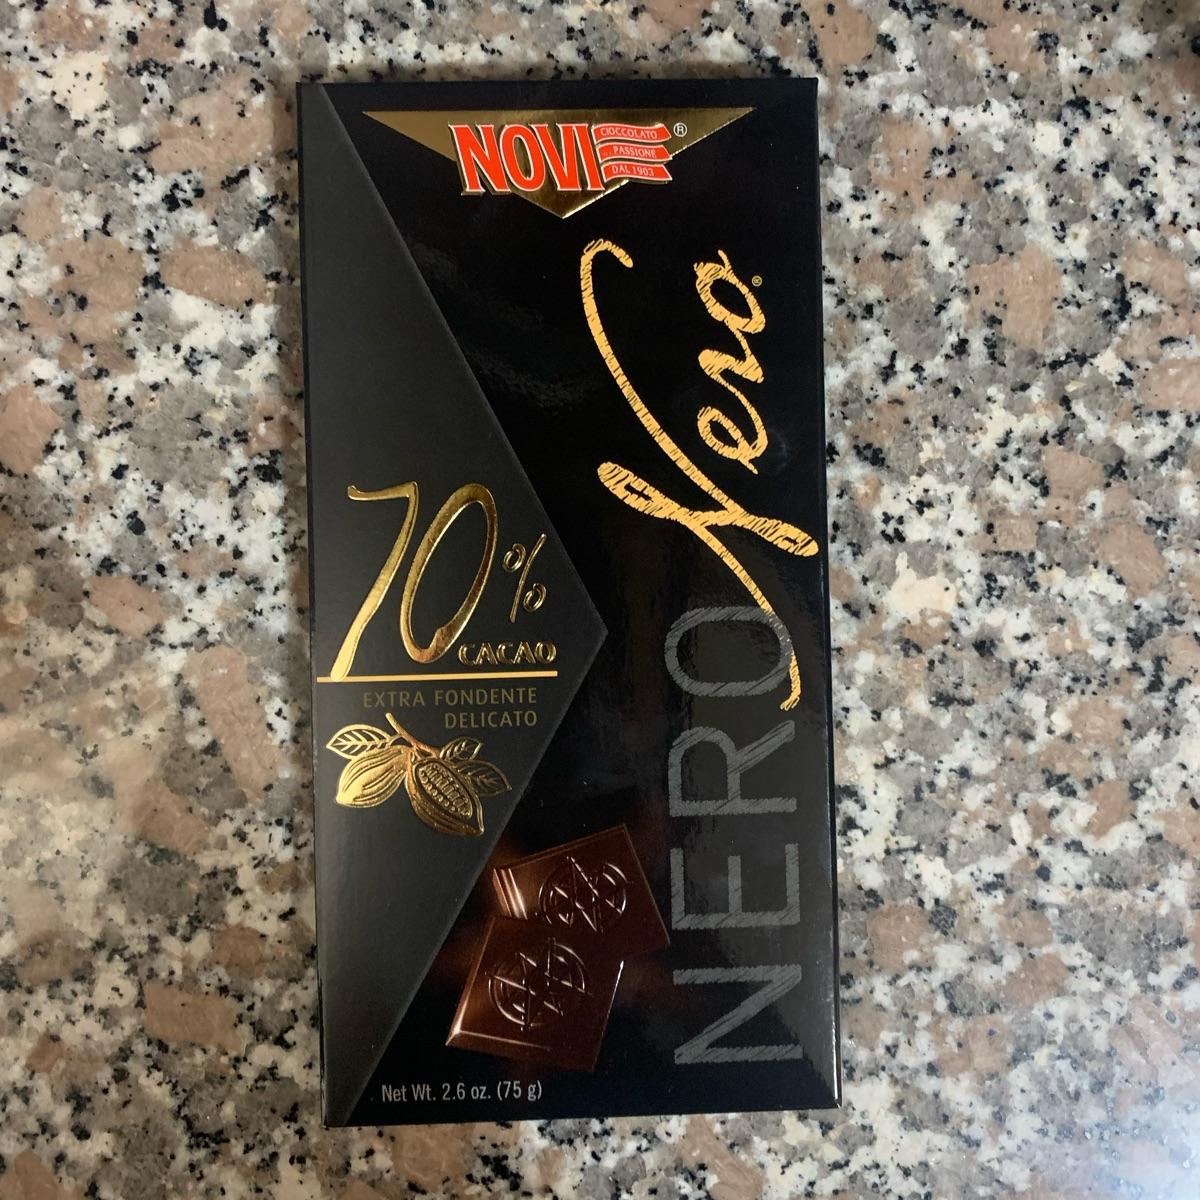 NOVI
CIOCCOLATO
... PASSIONE
DAL 1903
®
Nero®
NERO
70%
CACAO
EXTRA FONDENTE
DELICATO
Net Wt. 2.6 oz. (75 g)